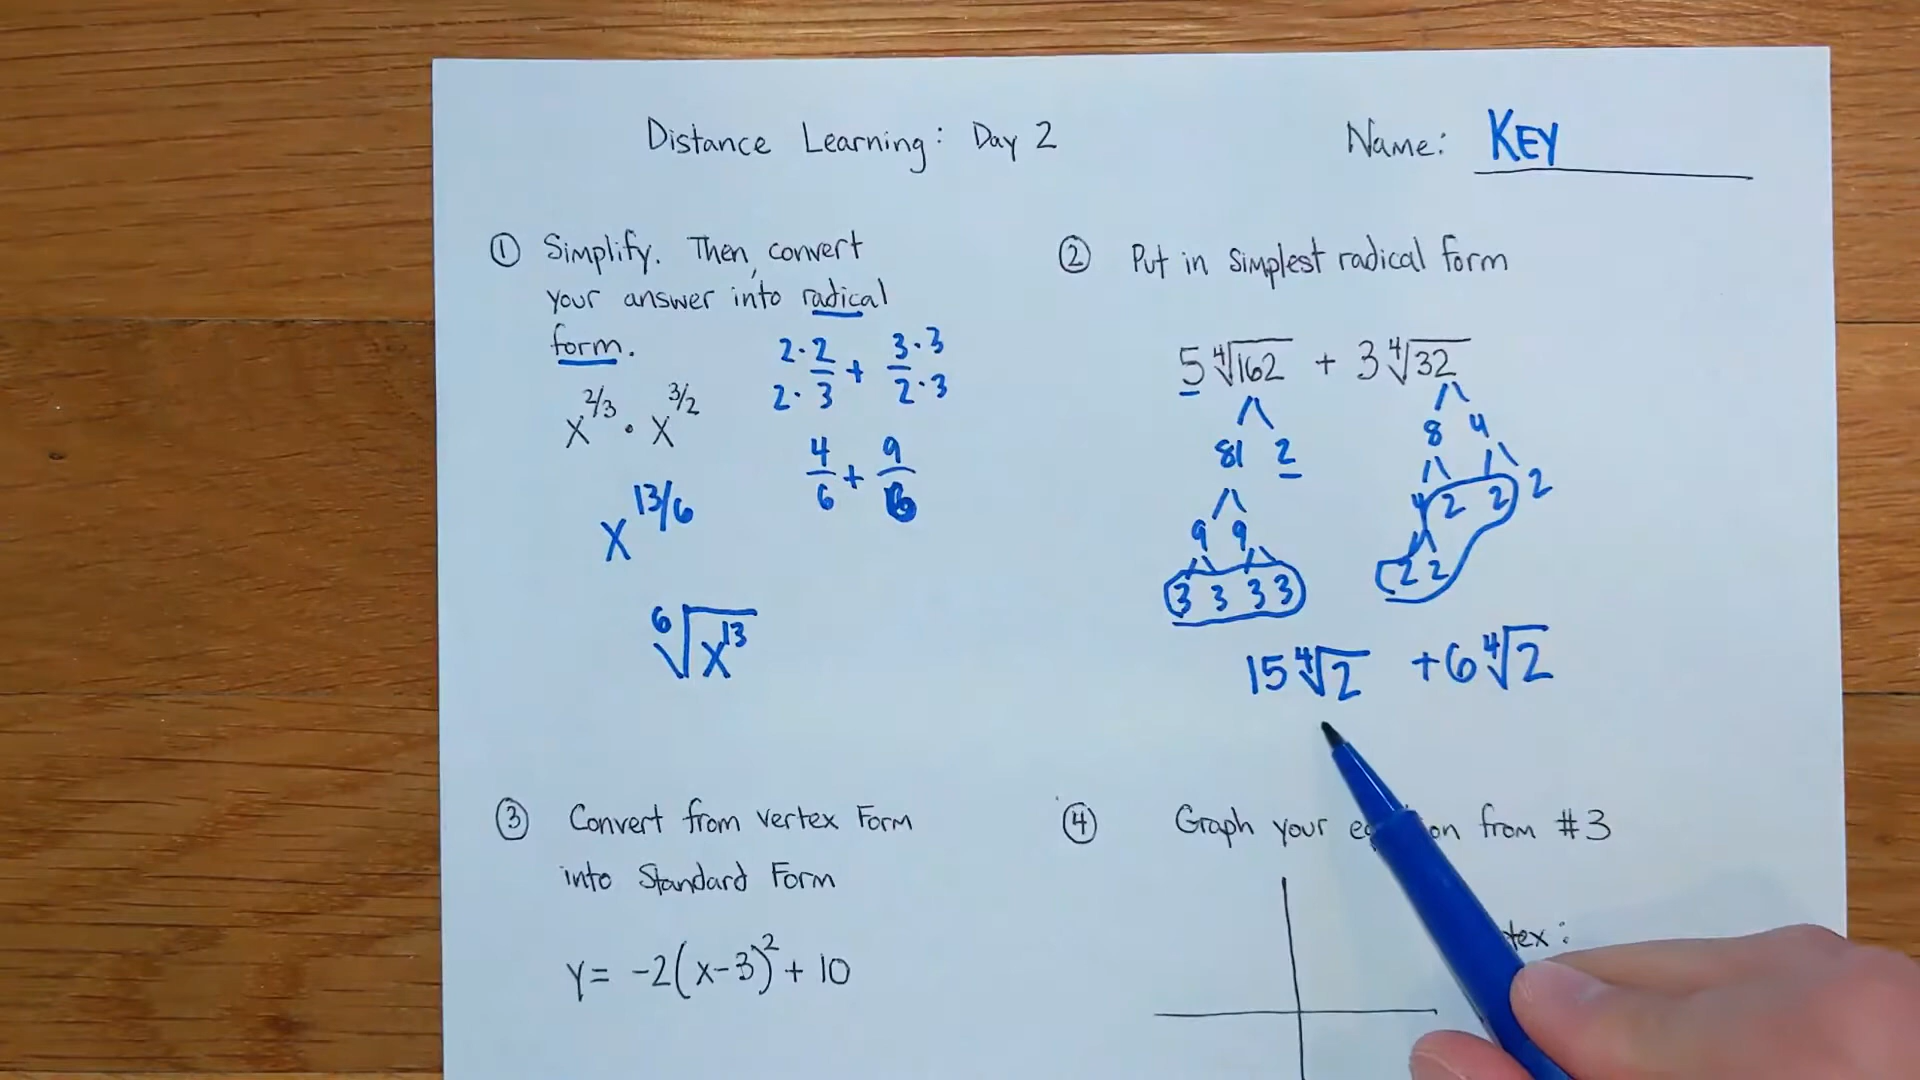 Distance Learning: Day 2
Name: KEY
① Simplify. Then, convert
your answer into radical
form.
2·2/2·3 + 3·3/2·3
x^2/3 · x^3/2
4/6 + 9/6
x^13/6
⁶√x^13
② Put in simplest radical form
5 ⁴√162 + 3 ⁴√32
81 2
8 4
9 9
4 2 2 2
3 3 3 3
2 2
15 ⁴√2 + 6 ⁴√2
③ Convert from vertex Form
into Standard Form
y= -2(x-3)^2 + 10
④ Graph your from #3